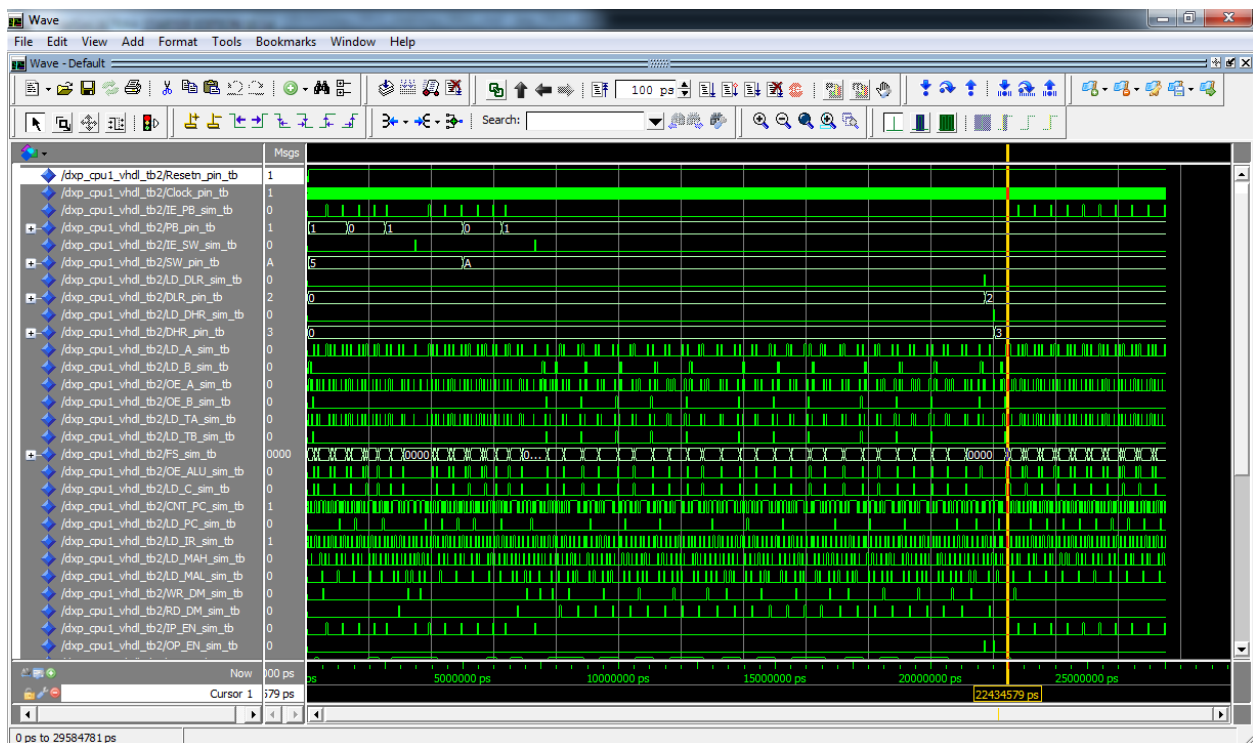 Wave
File Edit View Add Format Tools Bookmarks Window Help
Wave - Default
100 ps
Search:
Msgs
/dxp_cpu1_vhdl_tb2/Resetn_pin_tb 1
/dxp_cpu1_vhdl_tb2/Clock_pin_tb 1
/dxp_cpu1_vhdl_tb2/IE_PB_sim_tb 0
/dxp_cpu1_vhdl_tb2/PB_pin_tb 1 1 0 1 0 1
/dxp_cpu1_vhdl_tb2/IE_SW_sim_tb 0
/dxp_cpu1_vhdl_tb2/SW_pin_tb A 5 A
/dxp_cpu1_vhdl_tb2/LD_DLR_sim_tb 0
/dxp_cpu1_vhdl_tb2/DLR_pin_tb 2 0 2
/dxp_cpu1_vhdl_tb2/LD_DHR_sim_tb 0
/dxp_cpu1_vhdl_tb2/DHR_pin_tb 3 0 3
/dxp_cpu1_vhdl_tb2/LD_A_sim_tb 0
/dxp_cpu1_vhdl_tb2/LD_B_sim_tb 0
/dxp_cpu1_vhdl_tb2/OE_A_sim_tb 0
/dxp_cpu1_vhdl_tb2/OE_B_sim_tb 0
/dxp_cpu1_vhdl_tb2/LD_TA_sim_tb 0
/dxp_cpu1_vhdl_tb2/LD_TB_sim_tb 0
/dxp_cpu1_vhdl_tb2/FS_sim_tb 0000 0000 0... 0000
/dxp_cpu1_vhdl_tb2/OE_ALU_sim_tb 0
/dxp_cpu1_vhdl_tb2/LD_C_sim_tb 0
/dxp_cpu1_vhdl_tb2/CNT_PC_sim_tb 1
/dxp_cpu1_vhdl_tb2/LD_PC_sim_tb 0
/dxp_cpu1_vhdl_tb2/LD_IR_sim_tb 1
/dxp_cpu1_vhdl_tb2/LD_MAH_sim_tb 0
/dxp_cpu1_vhdl_tb2/LD_MAL_sim_tb 0
/dxp_cpu1_vhdl_tb2/WR_DM_sim_tb 0
/dxp_cpu1_vhdl_tb2/RD_DM_sim_tb 0
/dxp_cpu1_vhdl_tb2/IP_EN_sim_tb 0
/dxp_cpu1_vhdl_tb2/OP_EN_sim_tb 0
Now 000 ps ps 5000000 ps 10000000 ps 15000000 ps 20000000 ps 25000000 ps
Cursor 1 579 ps 22434579 ps
0 ps to 29584781 ps